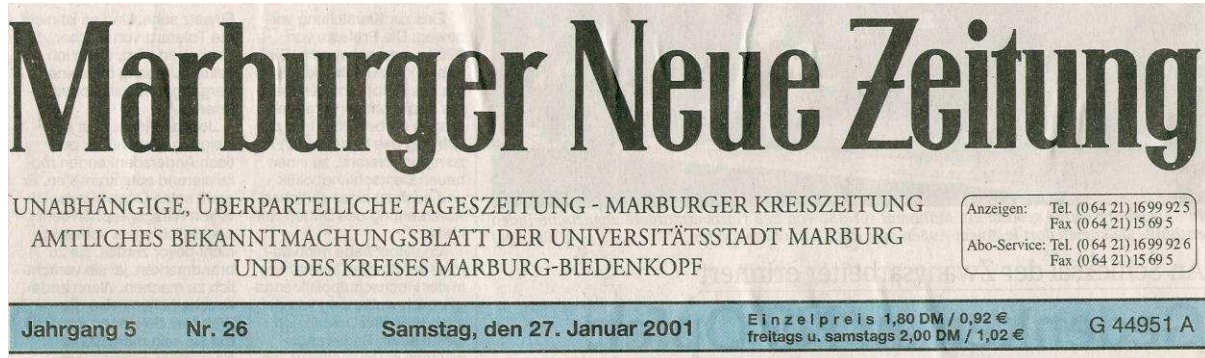 Marburger Neue Zeitung
UNABHÄNGIGE, ÜBERPARTEILICHE TAGESZEITUNG - MARBURGER KREISZEITUNG
AMTLICHES BEKANNTMACHUNGSBLATT DER UNIVERSITÄTSSTADT MARBURG
UND DES KREISES MARBURG-BIEDENKOPF
Anzeigen: Tel. (0 64 21) 16 99 92 5
Fax (0 64 21) 15 69 5
Abo-Service: Tel. (0 64 21) 16 99 92 6
Fax (0 64 21) 15 69 5
Jahrgang 5 Nr. 26 Samstag, den 27. Januar 2001
Einzelpreis 1,80 DM / 0,92 €
freitags u. samstags 2,00 DM / 1,02 €
G 44951 A